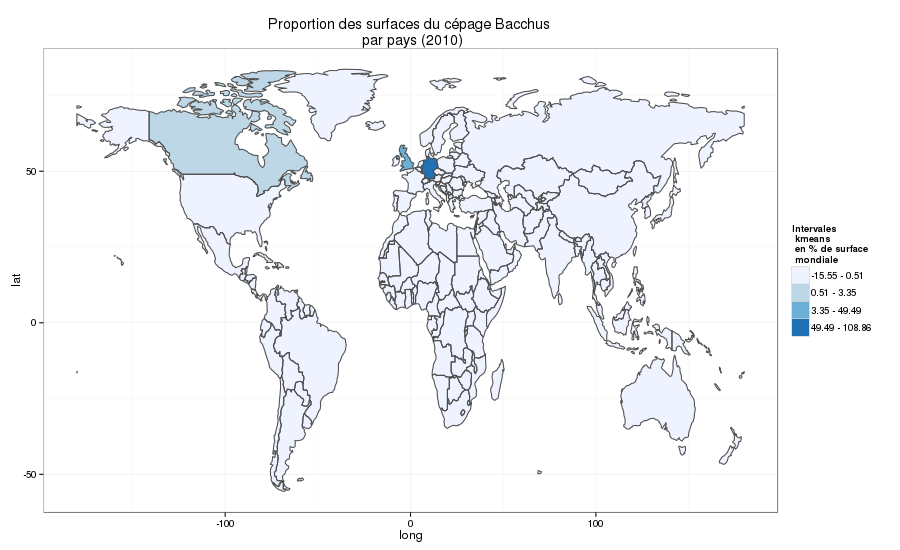 Proportion des surfaces du cépage Bacchus
par pays (2010)
50
0
-50
lat
-100
0
100
long
Intervales
kmeans
en % de surface
mondiale
-15.55 - 0.51
0.51 - 3.35
3.35 - 49.49
49.49 - 108.86